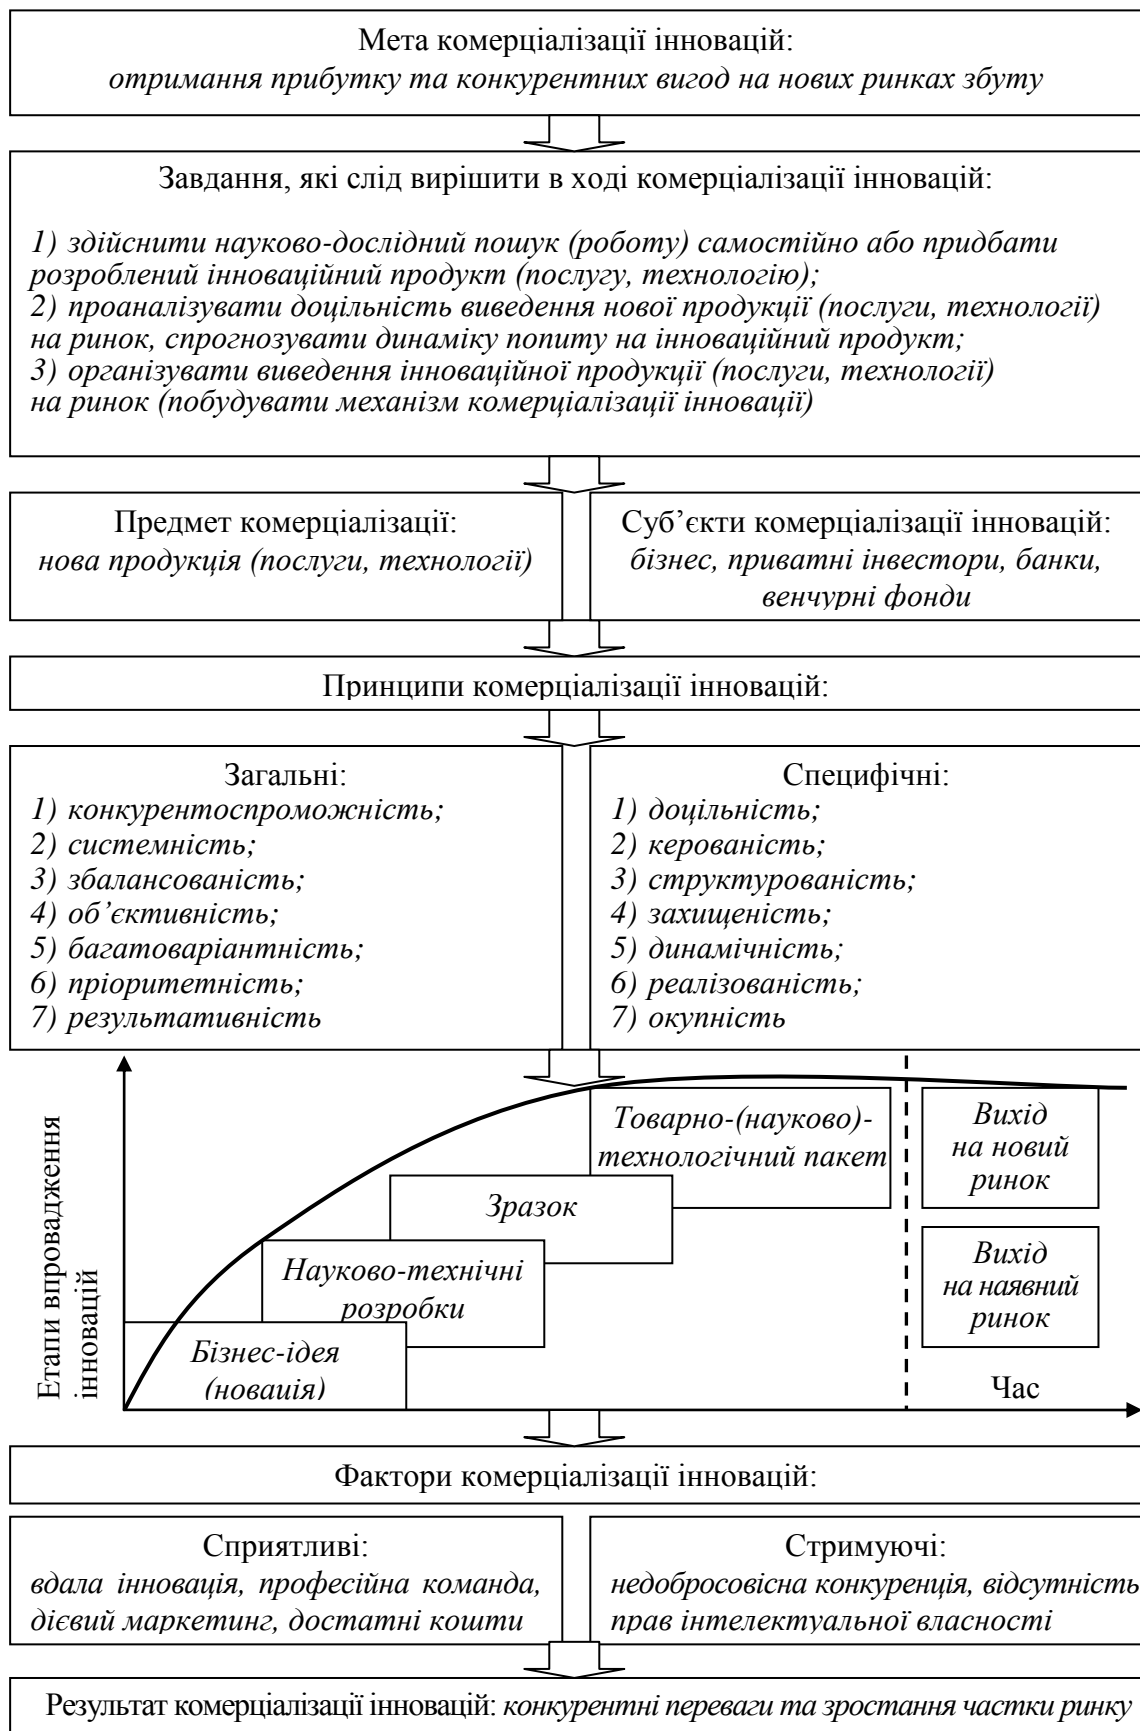 Мета комерціалізації інновацій:
отримання прибутку та конкурентних вигод на нових ринках збуту
Завдання, які слід вирішити в ході комерціалізації інновацій:
1) здійснити науково-дослідний пошук (роботу) самостійно або придбати
розроблений інноваційний продукт (послугу, технологію);
2) проаналізувати доцільність виведення нової продукції (послуги, технології)
на ринок, спрогнозувати динаміку попиту на інноваційний продукт;
3) організувати виведення інноваційної продукції (послуги, технології)
на ринок (побудувати механізм комерціалізації інновації)
Предмет комерціалізації:
нова продукція (послуги, технології)
Суб’єкти комерціалізації інновацій:
бізнес, приватні інвестори, банки,
венчурні фонди
Принципи комерціалізації інновацій:
Загальні:
1) конкурентоспроможність;
2) системність;
3) збалансованість;
4) об’єктивність;
5) багатоваріантність;
6) пріоритетність;
7) результативність
Специфічні:
1) доцільність;
2) керованість;
3) структурованість;
4) захищеність;
5) динамічність;
6) реалізованість;
7) окупність
Етапи впровадження
інновацій
Товарно-(науково)-
технологічний пакет
Зразок
Науково-технічні
розробки
Бізнес-ідея
(новація)
Вихід
на новий
ринок
Вихід
на наявний
ринок
Час
Фактори комерціалізації інновацій:
Сприятливі:
вдала інновація, професійна команда,
дієвий маркетинг, достатні кошти
Стримуючі:
недобросовісна конкуренція, відсутність
прав інтелектуальної власності
Результат комерціалізації інновацій: конкурентні переваги та зростання частки ринку